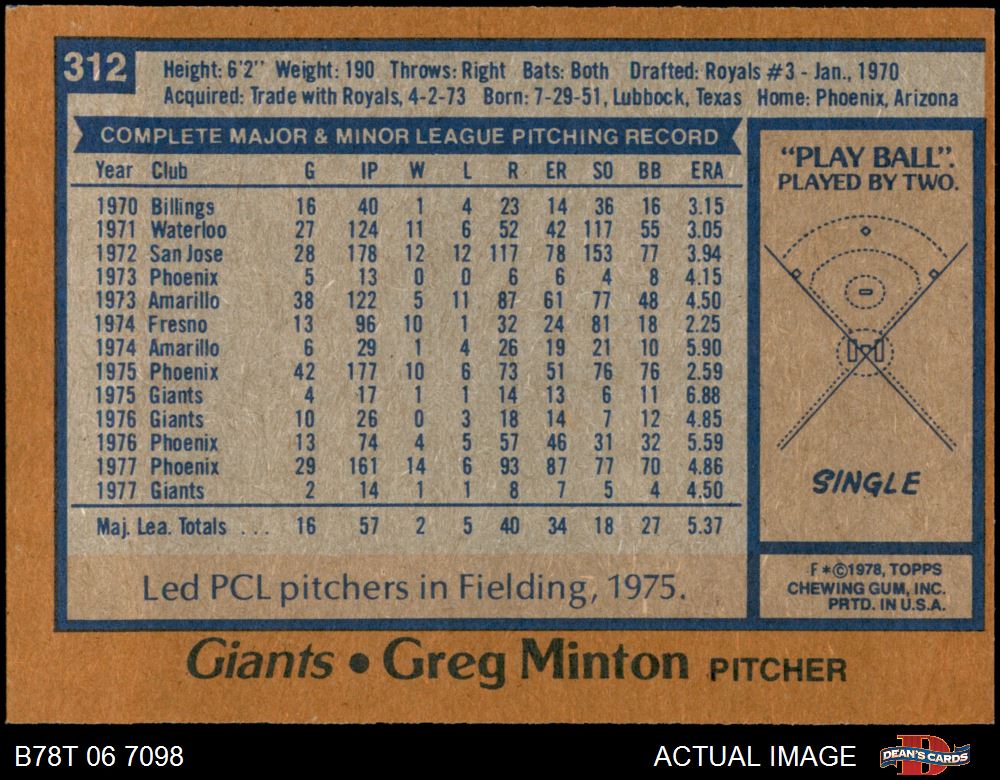 312
Height: 6'2" Weight: 190 Throws: Right Bats: Both Drafted: Royals #3 - Jan., 1970
Acquired: Trade with Royals, 4-2-73 Born: 7-29-51, Lubbock, Texas Home: Phoenix, Arizona
COMPLETE MAJOR & MINOR LEAGUE PITCHING RECORD
Year Club G IP W L R ER SO BB ERA
1970 Billings 16 40 1 4 23 14 36 16 3.15
1971 Waterloo 27 124 11 6 52 42 117 55 3.05
1972 San Jose 28 178 12 12 117 78 153 77 3.94
1973 Phoenix 5 13 0 0 6 6 4 8 4.15
1973 Amarillo 38 122 5 11 87 61 77 48 4.50
1974 Fresno 13 96 10 1 32 24 81 18 2.25
1974 Amarillo 6 29 1 4 26 19 21 10 5.90
1975 Phoenix 42 177 10 6 73 51 76 76 2.59
1975 Giants 4 17 1 1 14 13 6 11 6.88
1976 Giants 10 26 0 3 18 14 7 12 4.85
1976 Phoenix 13 74 4 5 57 46 31 32 5.59
1977 Phoenix 29 161 14 6 93 87 77 70 4.86
1977 Giants 2 14 1 1 8 7 5 4 4.50
Maj. Lea. Totals ... 16 57 2 5 40 34 18 27 5.37
Led PCL pitchers in Fielding, 1975.
"PLAY BALL".
PLAYED BY TWO.
SINGLE
F*©1978, TOPPS
CHEWING GUM, INC.
PRTD. IN U.S.A.
Giants • Greg Minton PITCHER
B78T 06 7098 ACTUAL IMAGE
DEAN'S CARDS